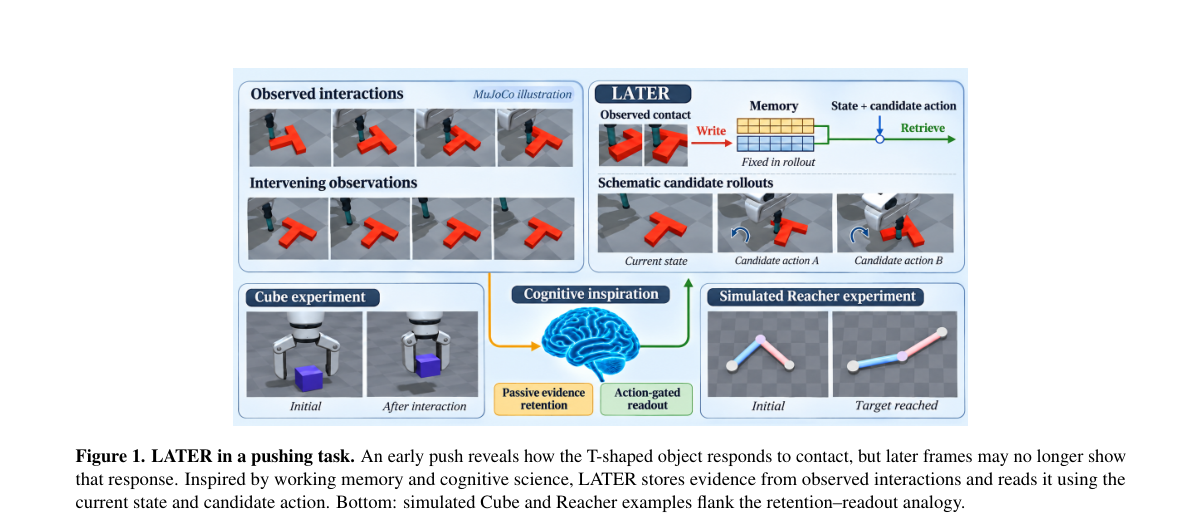 Observed interactions
MuJoCo illustration
Intervening observations
LATER
Observed contact
Write
Memory
Fixed in rollout
State + candidate action
Retrieve
Schematic candidate rollouts
Current state
Candidate action A
Candidate action B
Cube experiment
Initial
After interaction
Cognitive inspiration
Passive evidence
retention
Action-gated
readout
Simulated Reacher experiment
Initial
Target reached
Figure 1. LATER in a pushing task. An early push reveals how the T-shaped object responds to contact, but later frames may no longer show
that response. Inspired by working memory and cognitive science, LATER stores evidence from observed interactions and reads it using the
current state and candidate action. Bottom: simulated Cube and Reacher examples flank the retention–readout analogy.